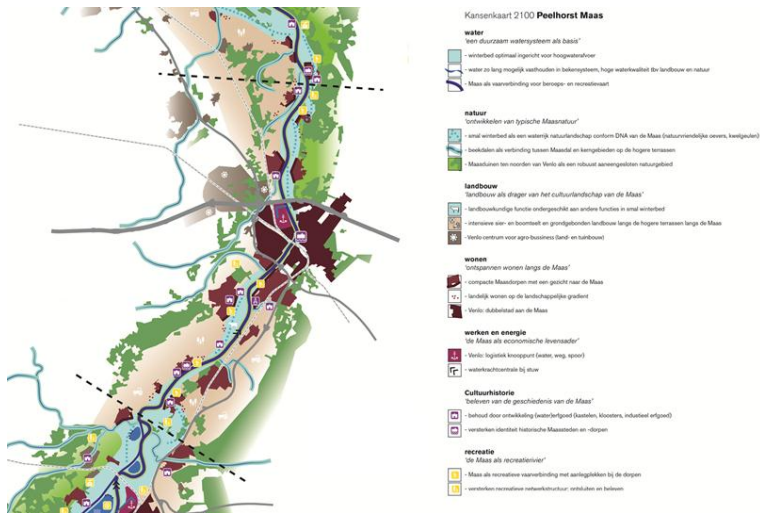 Kansenkaart 2100 Peelhorst Maas
water
'een duurzaam watersysteem als basis'
- winterbed optimaal ingericht voor hoogwaterafvoer
- water zo lang mogelijk vasthouden in bekensysteem, hoge waterkwaliteit tbv landbouw en natuur
- Maas als vaarverbinding voor beroeps- en recreatievaart
natuur
'ontwikkelen van typische Maasnatuur'
- smal winterbed als een waterrijk natuurlandschap conform DNA van de Maas (natuurvriendelijke oevers, kwelgeulen)
- beekdalen als verbinding tussen Maasdal en kerngebieden op de hogere terrassen
- Maasduinen ten noorden van Venlo als een robuust aaneengesloten natuurgebied
landbouw
'landbouw als drager van het cultuurlandschap van de Maas'
- landbouwkundige functie ondergeschikt aan andere functies in smal winterbed
- intensieve sier- en boomteelt en grondgebonden landbouw langs de hogere terrassen langs de Maas
-Venlo centrum voor agro-bussiness (land- en tuinbouw)
wonen
'ontspannen wonen langs de Maas'
- compacte Maasdorpen met een gezicht naar de Maas
- landelijk wonen op de landschappelijke gradient
- Venlo: dubbelstad aan de Maas
werken en energie
'de Maas als economische levensader'
- Venlo: logistiek knooppunt (water, weg, spoor)
- waterkrachtcentrale bij stuw
Cultuurhistorie
'beleven van de geschiedenis van de Maas'
- behoud door ontwikkeling (water)erfgoed (kastelen, kloosters, industrieel erfgoed)
- versterken identiteit historische Maassteden en -dorpen
recreatie
'de Maas als recreatierivier'
- Maas als recreatieve vaarverbinding met aanlegplekken bij de dorpen
- versterken recreatieve netwerkstructuur: ontsluiten en beleven